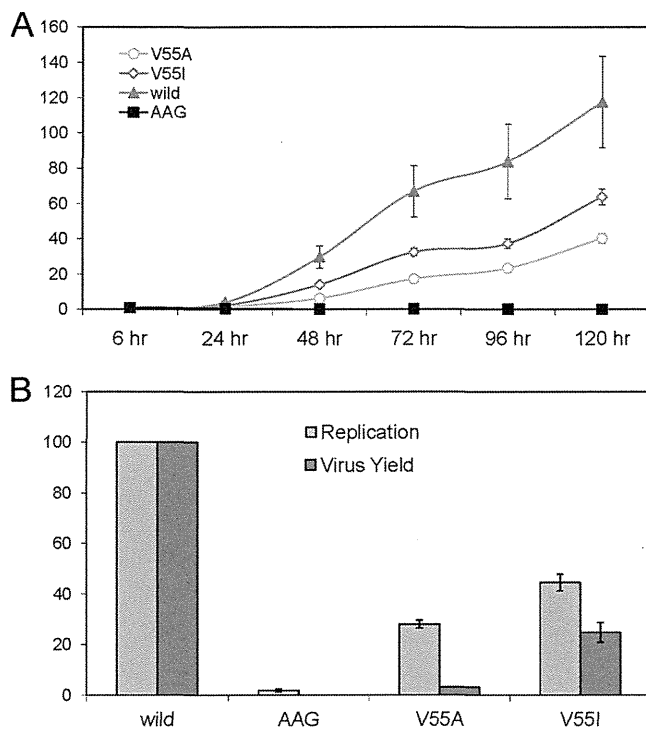 A
160
140
120
100
80
60
40
20
0
V55A
V55I
wild
AAG
6 hr 24 hr 48 hr 72 hr 96 hr 120 hr
B
120
100
80
60
40
20
0
Replication
Virus Yield
wild AAG V55A V55I